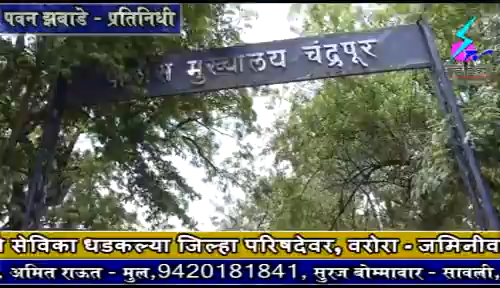 पवन झबाडे - प्रतिनिधी
पोलीस मुख्यालय चंद्रपूर
सेविका धडकल्या जिल्हा परिषदेवर, वरोरा - जमिनीव
, अमित राऊत - मुल,9420181841, सुरज बोम्मावार - सावली,